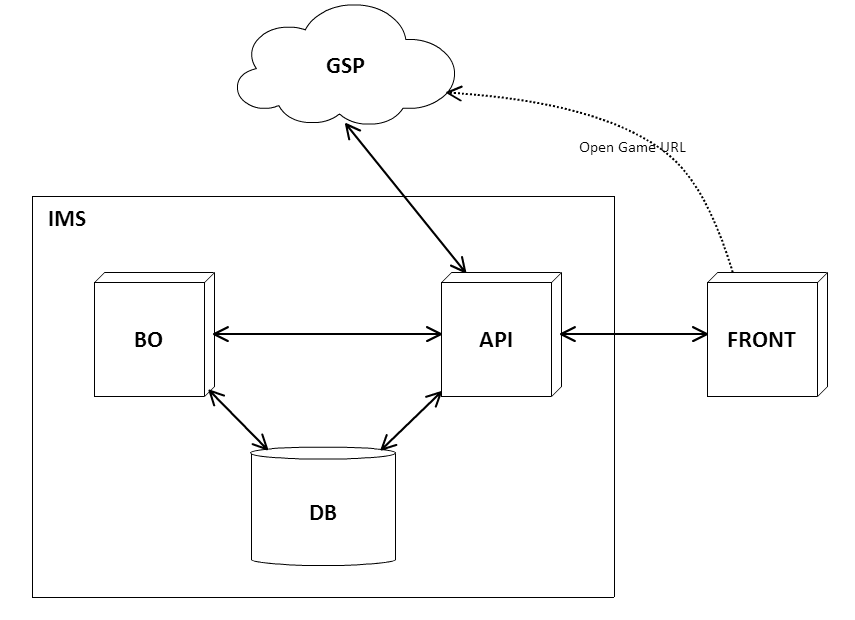 GSP
Open Game URL
IMS
BO
API
FRONT
DB